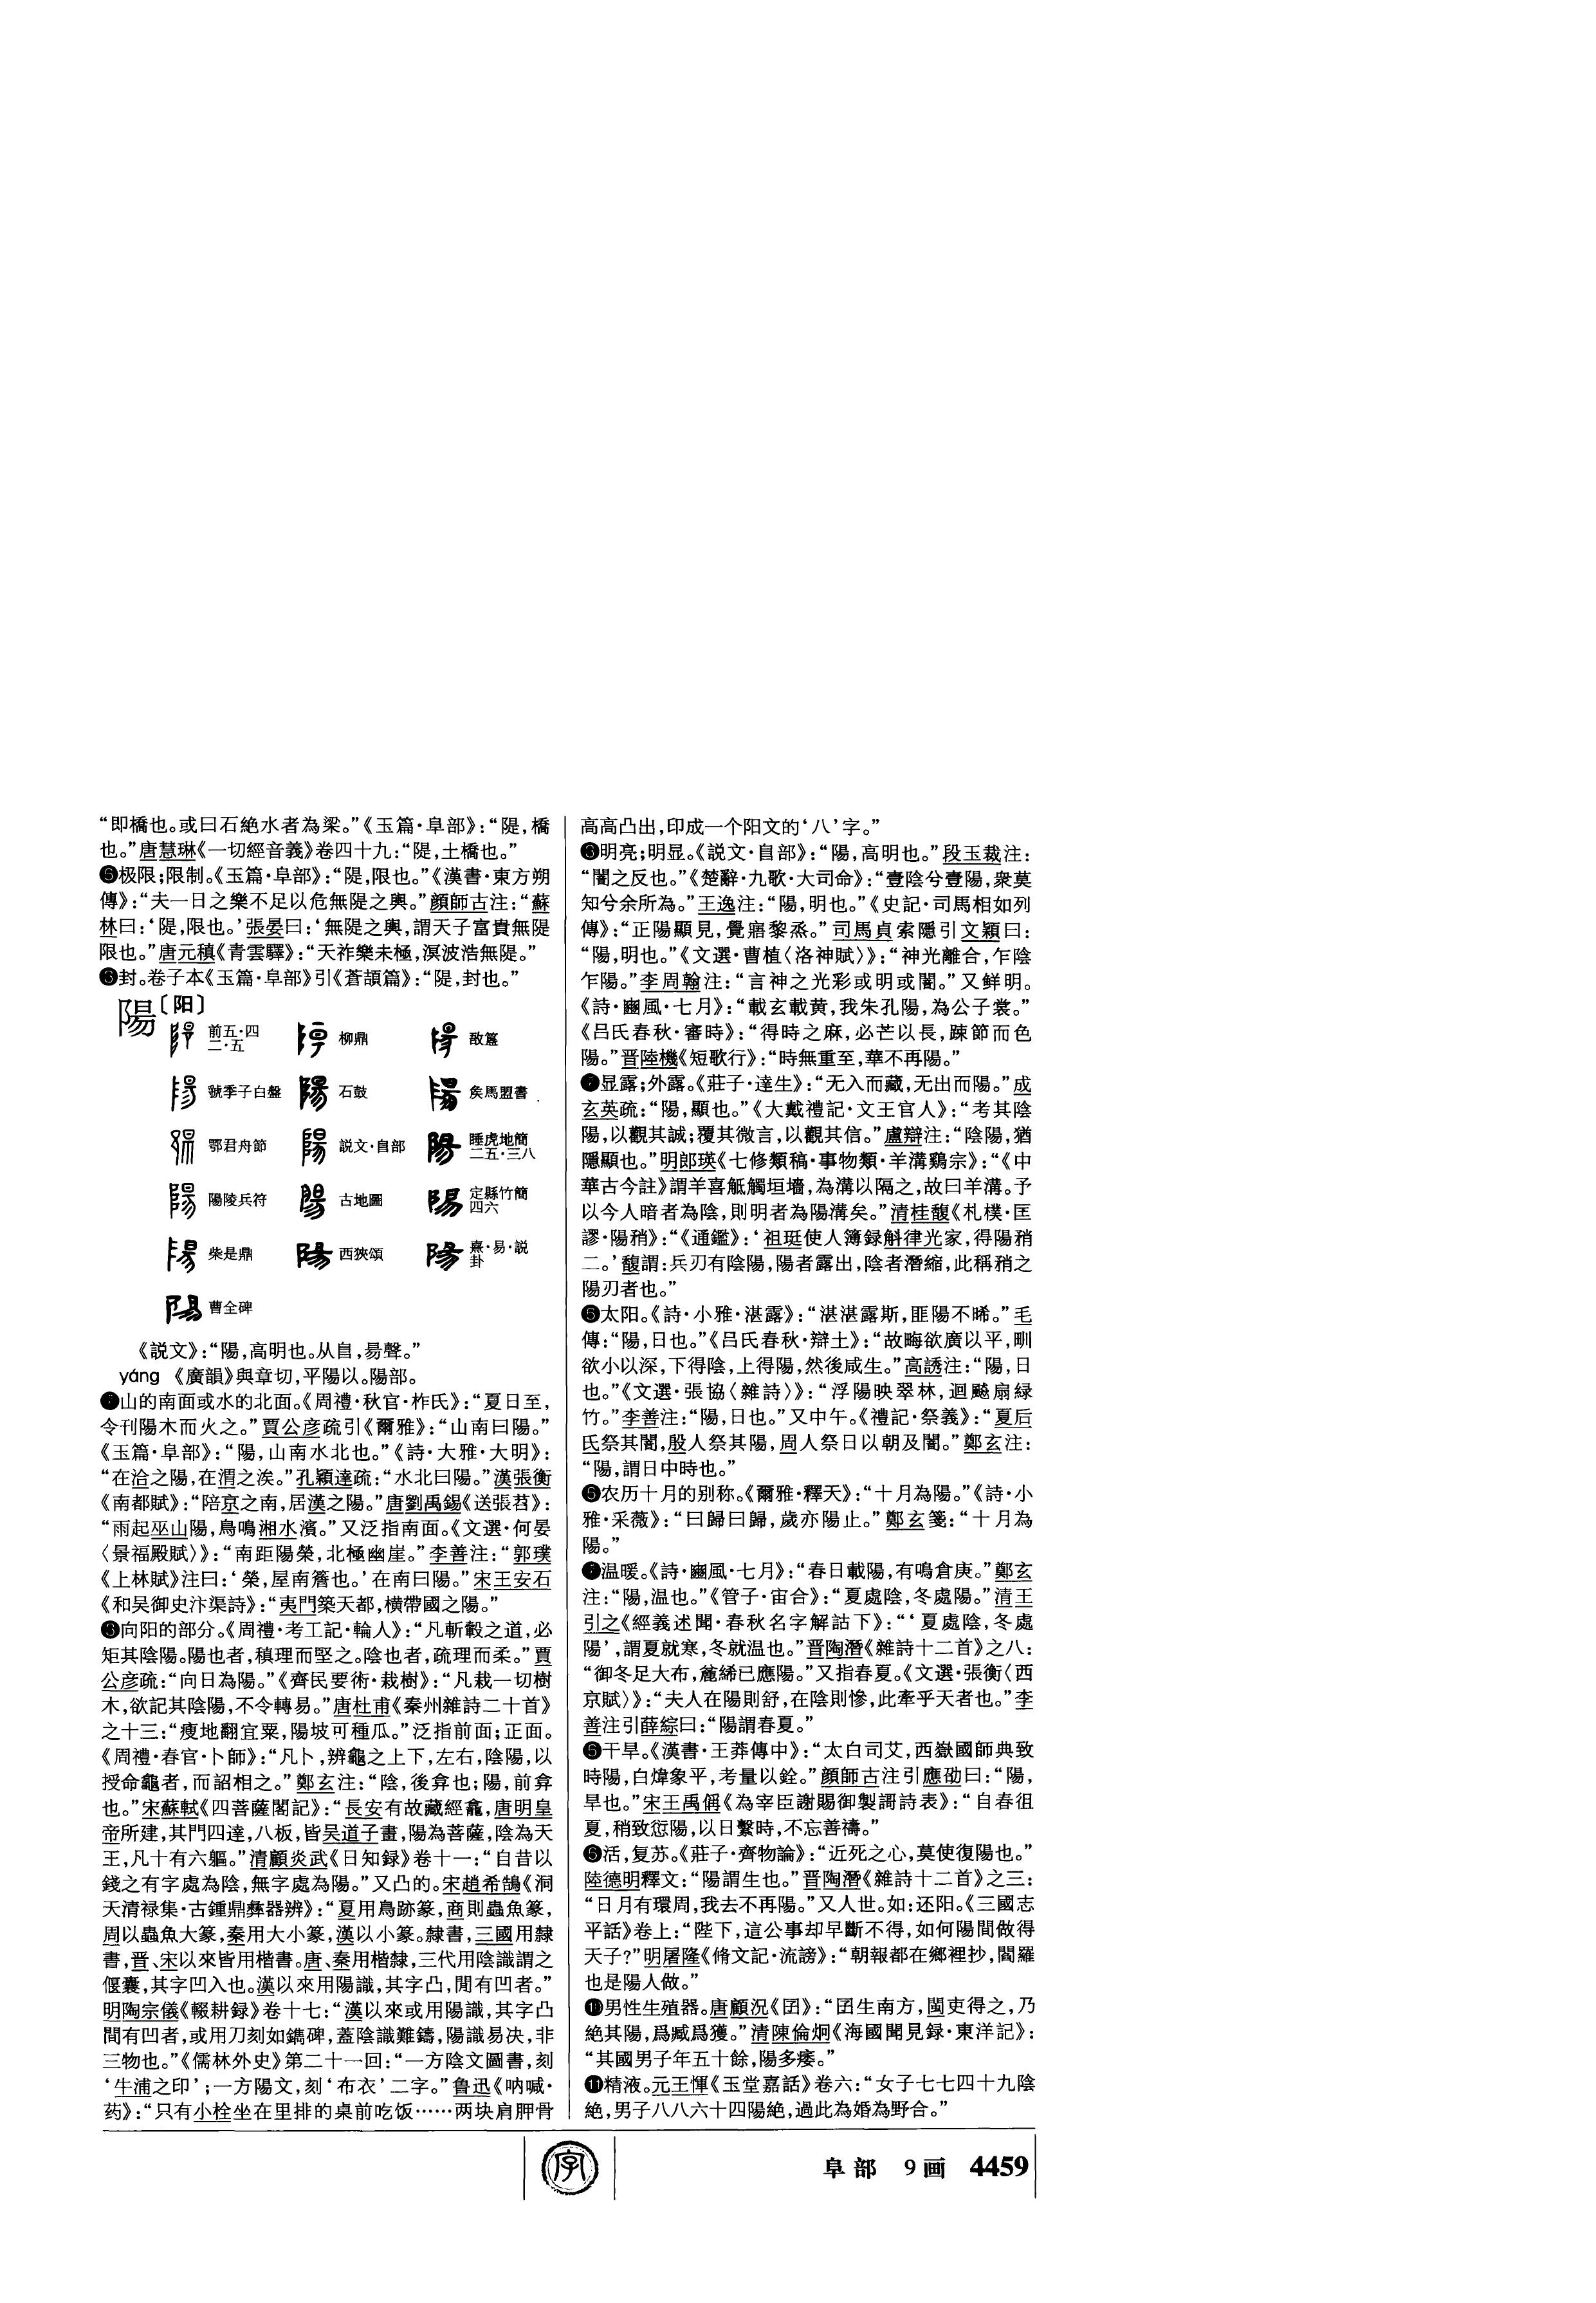 “即橋也。或曰石絶水者為梁。”《玉篇·阜部》：“隄，橋
也。”唐慧琳《一切經音義》卷四十九：“隄，土橋也。”
❺极限；限制。《玉篇·阜部》：“隄，限也。”《漢書·東方朔
傳》：“夫一日之樂不足以危無隄之輿。”顔師古注：“蘇
林曰：‘隄，限也。’張晏曰：‘無隄之輿，謂天子富貴無隄
限也。”唐元稹《青雲驛》：“天祚樂未極，溟波浩無隄。”
封。卷子本《玉篇·阜部》引《蒼頡篇》：“隄，封也。”
陽〔阳〕
前五·四二·五 柳鼎 敔簋
虢季子白盤 石鼓 矦馬盟書
鄂君舟節 説文·𨸏部 睡虎地簡二五·三八
陽陵兵符 古地圖 定縣竹簡四六
柴是鼎 西狹頌 熹·易·説卦
曹全碑
《説文》：“陽，高明也。从𨸏，昜聲。”
yáng 《廣韻》與章切，平陽以。陽部。
山的南面或水的北面。《周禮·秋官·柞氏》：“夏日至，
令刊陽木而火之。”賈公彦疏引《爾雅》：“山南曰陽。”
《玉篇·阜部》：“陽，山南水北也。”《詩·大雅·大明》：
“在洽之陽，在渭之涘。”孔穎達疏：“水北曰陽。”漢張衡
《南都賦》：“陪京之南，居漢之陽。”唐劉禹錫《送張苕》：
“雨起巫山陽，鳥鳴湘水濱。”又泛指南面。《文選·何晏
〈景福殿賦〉》：“南距陽榮，北極幽崖。”李善注：“郭璞
《上林賦》注曰：‘榮，屋南簷也。’在南曰陽。”宋王安石
《和吴御史汴渠詩》：“夷門築天都，横帶國之陽。”
向阳的部分。《周禮·考工記·輪人》：“凡斬轂之道，必
矩其陰陽。陽也者，稹理而堅之。陰也者，疏理而柔。”賈
公彦疏：“向日為陽。”《齊民要術·栽樹》：“凡栽一切樹
木，欲記其陰陽，不令轉易。”唐杜甫《秦州雜詩二十首》
之十三：“瘦地翻宜粟，陽坡可種瓜。”泛指前面；正面。
《周禮·春官·卜師》：“凡卜，辨龜之上下，左右，陰陽，以
授命龜者，而詔相之。”鄭玄注：“陰，後弇也；陽，前弇
也。”宋蘇軾《四菩薩閣記》：“長安有故藏經龕，唐明皇
帝所建，其門四達，八板，皆吴道子畫，陽為菩薩，陰為天
王，凡十有六軀。”清顧炎武《日知録》卷十一：“自昔以
錢之有字處為陰，無字處為陽。”又凸的。宋趙希鵠《洞
天清禄集·古鍾鼎彝器辨》：“夏用鳥跡篆，商則蟲魚篆，
周以蟲魚大篆，秦用大小篆，漢以小篆。隸書，三國用隸
書，晋、宋以來皆用楷書。唐、秦用楷隸，三代用陰識謂之
偃囊，其字凹入也。漢以來用陽識，其字凸，閒有凹者。”
明陶宗儀《輟耕録》卷十七：“漢以來或用陽識，其字凸
間有凹者，或用刀刻如鐫碑，蓋陰識難鑄，陽識易决，非
三物也。”《儒林外史》第二十一回：“一方陰文圖書，刻
‘牛浦之印’；一方陽文，刻‘布衣’二字。”鲁迅《呐喊·
药》：“只有小栓坐在里排的桌前吃饭……两块肩胛骨
高高凸出，印成一个阳文的‘八’字。”
❸明亮；明显。《説文·𨸏部》：“陽，高明也。”段玉裁注：
“闇之反也。”《楚辭·九歌·大司命》：“壹陰兮壹陽，衆莫
知兮余所為。”王逸注：“陽，明也。”《史記·司馬相如列
傳》：“正陽顯見，覺寤黎烝。”司馬貞索隱引文穎曰：
“陽，明也。”《文選·曹植〈洛神賦〉》：“神光離合，乍陰
乍陽。”李周翰注：“言神之光彩或明或闇。”又鲜明。
《詩·豳風·七月》：“載玄載黄，我朱孔陽，為公子裳。”
《吕氏春秋·審時》：“得時之麻，必芒以長，疎節而色
陽。”晋陸機《短歌行》：“時無重至，華不再陽。”
显露；外露。《莊子·達生》：“无入而藏，无出而陽。”成
玄英疏：“陽，顯也。”《大戴禮記·文王官人》：“考其陰
陽，以觀其誠；覆其微言，以觀其信。”盧辯注：“陰陽，猶
隱顯也。”明郎瑛《七修類稿·事物類·羊溝鷄宗》：“《中
華古今註》謂羊喜觝觸垣墻，為溝以隔之，故曰羊溝。予
以今人暗者為陰，則明者為陽溝矣。”清桂馥《札樸·匡
謬·陽矟》：“《通鑑》：‘祖珽使人簿録斛律光家，得陽矟
二。’馥謂：兵刃有陰陽，陽者露出，陰者潛縮，此稱矟之
陽刃者也。”
❺太阳。《詩·小雅·湛露》：“湛湛露斯，匪陽不晞。”毛
傳：“陽，日也。”《吕氏春秋·辯土》：“故畮欲廣以平，甽
欲小以深，下得陰，上得陽，然後咸生。”高誘注：“陽，日
也。”《文選·張協〈雜詩〉》：“浮陽映翠林，迴飈扇緑
竹。”李善注：“陽，日也。”又中午。《禮記·祭義》：“夏后
氏祭其闇，殷人祭其陽，周人祭日以朝及闇。”鄭玄注：
“陽，謂日中時也。”
农历十月的别称。《爾雅·釋天》：“十月為陽。”《詩·小
雅·采薇》：“曰歸曰歸，歲亦陽止。”鄭玄箋：“十月為
陽。”
❼温暖。《詩·豳風·七月》：“春日載陽，有鳴倉庚。”鄭玄
注：“陽，温也。”《管子·宙合》：“夏處陰，冬處陽。”清王
引之《經義述聞·春秋名字解詁下》：“‘夏處陰，冬處
陽’，謂夏就寒，冬就温也。”晋陶潛《雜詩十二首》之八：
“御冬足大布，麄絺已應陽。”又指春夏。《文選·張衡〈西
京賦〉》：“夫人在陽則舒，在陰則慘，此牽乎天者也。”李
善注引薛綜曰：“陽謂春夏。”
干旱。《漢書·王莽傳中》：“太白司艾，西嶽國師典致
時陽，白煒象平，考量以銓。”顔師古注引應劭曰：“陽，
旱也。”宋王禹偁《為宰臣謝賜御製謌詩表》：“自春徂
夏，稍致愆陽，以日繫時，不忘善禱。”
活，复苏。《莊子·齊物論》：“近死之心，莫使復陽也。”
陸德明釋文：“陽謂生也。”晋陶潛《雜詩十二首》之三：
“日月有環周，我去不再陽。”又人世。如：还阳。《三國志
平話》卷上：“陛下，這公事却早斷不得，如何陽間做得
天子？”明屠隆《脩文記·流謗》：“朝報都在鄉裡抄，閻羅
也是陽人做。”
❿男性生殖器。唐顧況《囝》：“囝生南方，閩吏得之，乃
絶其陽，爲臧爲獲。”清陳倫炯《海國聞見録·東洋記》：
“其國男子年五十餘，陽多痿。”
⓫精液。元王惲《玉堂嘉話》卷六：“女子七七四十九陰
絶，男子八八六十四陽絶，過此為婚為野合。”
字
阜部 9画 4459